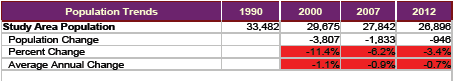 Population Trends 1990 2000 2007 2012
Study Area Population 33,482 29,675 27,842 26,896
Population Change -3,807 -1,833 -946
Percent Change -11.4% -6.2% -3.4%
Average Annual Change -1.1% -0.9% -0.7%